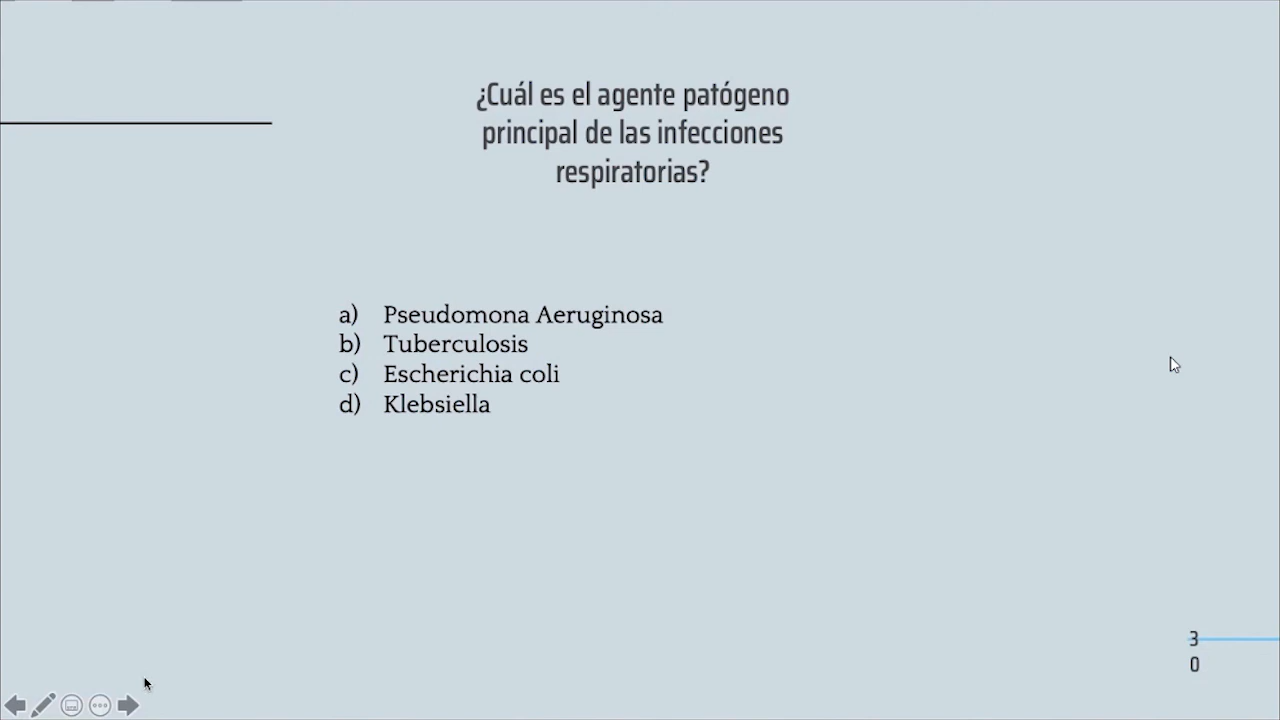 ¿Cuál es el agente patógeno
principal de las infecciones
respiratorias?
a) Pseudomona Aeruginosa
b) Tuberculosis
c) Escherichia coli
d) Klebsiella
3
0